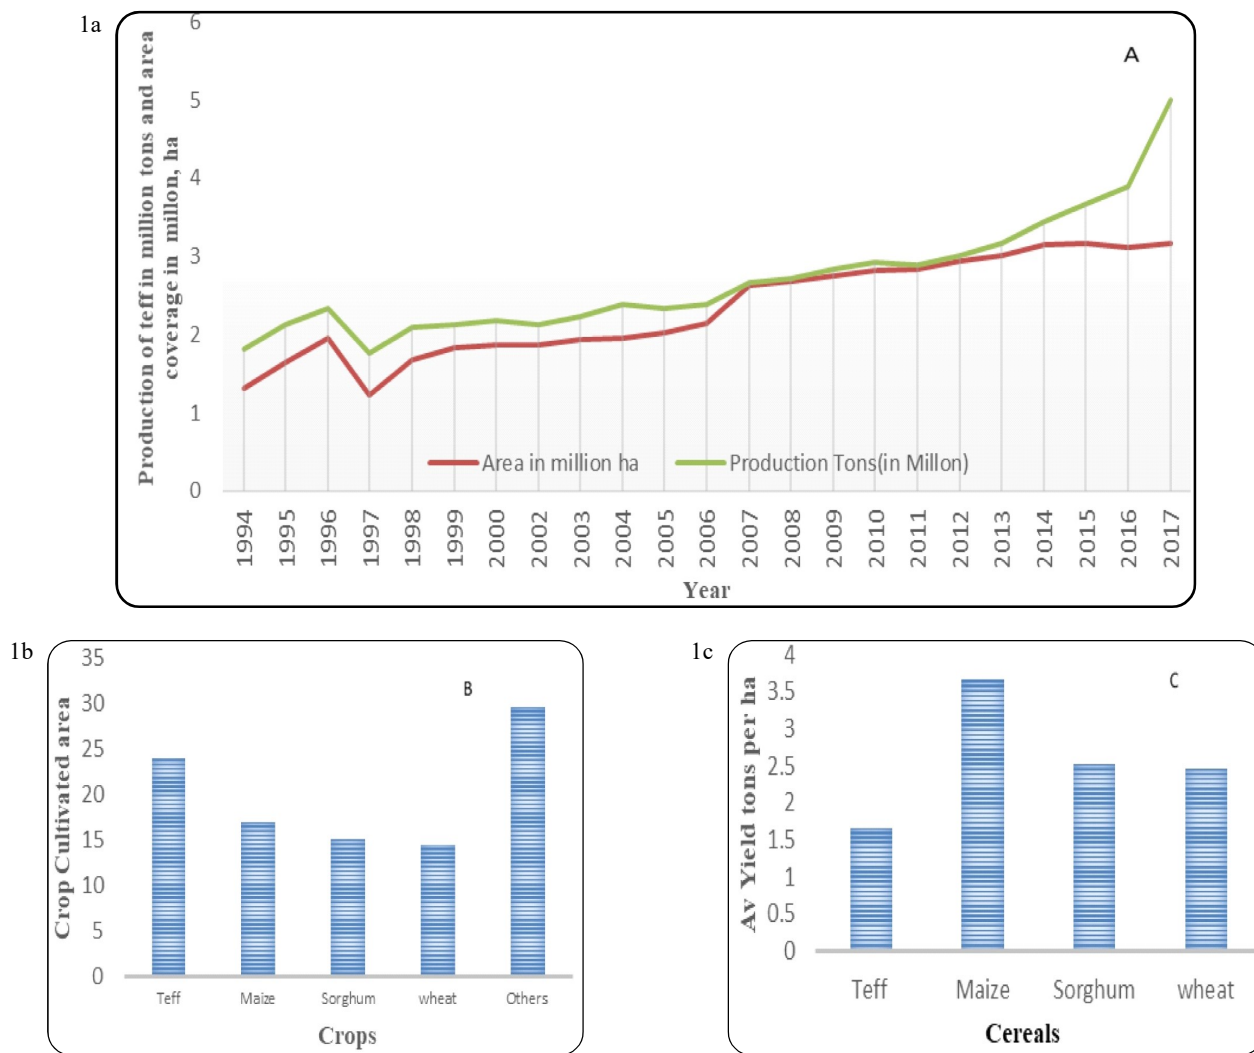 1a
A
Production of teff in million tons and area
coverage in  millon, ha
6
5
4
3
2
1
0
Area in million ha
Production Tons(in Millon)
1994
1995
1996
1997
1998
1999
2000
2002
2003
2004
2005
2006
2007
2008
2009
2010
2011
2012
2013
2014
2015
2016
2017
Year
1b
B
Crop Cultivated area
35
30
25
20
15
10
5
0
Teff
Maize
Sorghum
wheat
Others
Crops
1c
C
Av Yield tons per ha
4
3.5
3
2.5
2
1.5
1
0.5
0
Teff
Maize
Sorghum
wheat
Cereals